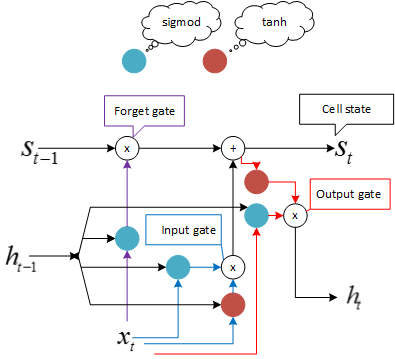 sigmod
tanh
Forget gate
Cell state
S_{t-1}
x
+
S_t
Output gate
x
Input gate
h_{t-1}
x
x_t
h_t